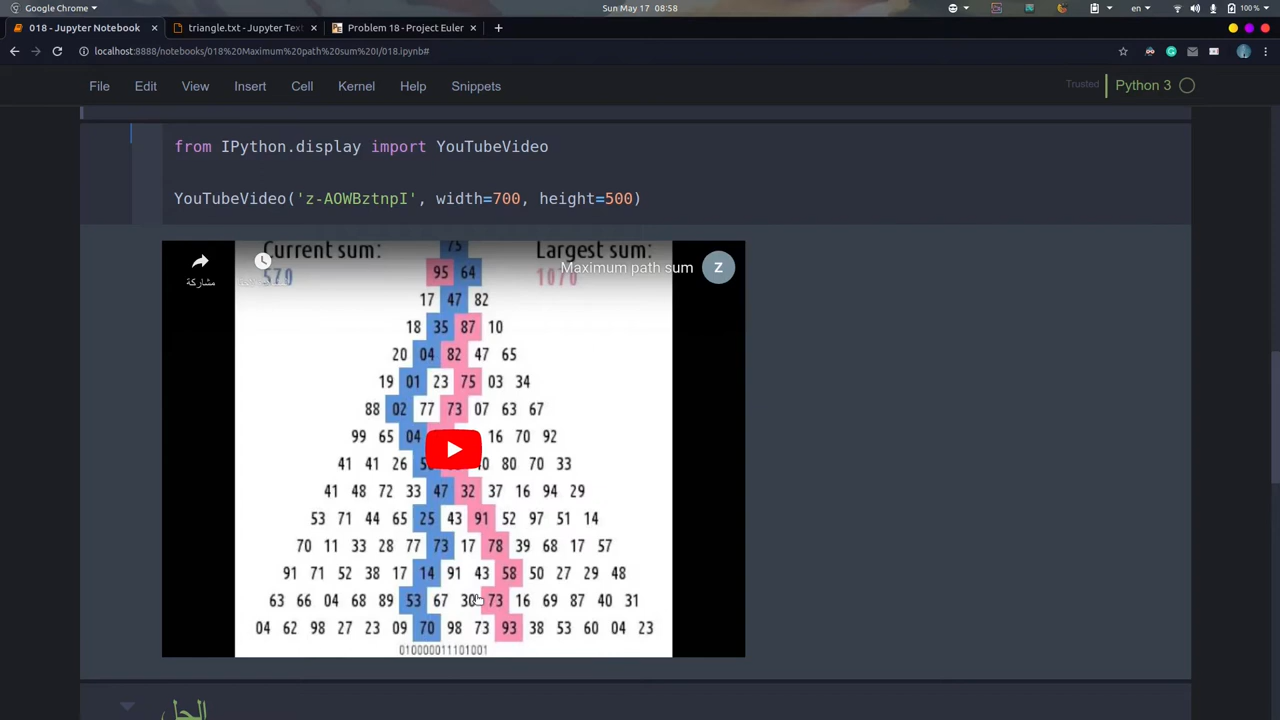 Google Chrome
Sun May 17 08:58
en
100 %
018 - Jupyter Notebook
triangle.txt - Jupyter Tex
Problem 18 - Project Euler
localhost:8888/notebooks/018%20Maximum%20path%20sum%20I/018.ipynb#
File Edit View Insert Cell Kernel Help Snippets
Trusted
Python 3
from IPython.display import YouTubeVideo
YouTubeVideo('z-AOWBztnpI', width=700, height=500)
Current sum:
570
Largest sum:
1070
Maximum path sum
Z
مشاركة
75
95 64
17 47 82
18 35 87 10
20 04 82 47 65
19 01 23 75 03 34
88 02 77 73 07 63 67
99 65 04 16 70 92
41 41 26 80 70 33
41 48 72 33 47 32 37 16 94 29
53 71 44 65 25 43 91 52 97 51 14
70 11 33 28 77 73 17 78 39 68 17 57
91 71 52 38 17 14 91 43 58 50 27 29 48
63 66 04 68 89 53 67 30 73 16 69 87 40 31
04 62 98 27 23 09 70 98 73 93 38 53 60 04 23
010000011101001
الحل